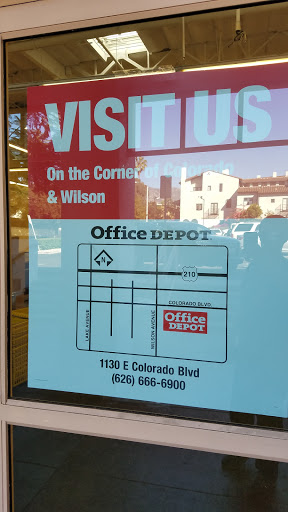 VISIT US
On the Corner of Colorado
& Wilson
Office DEPOT
N
210
COLORADO BLVD.
LAKE AVENUE
WILSON AVENUE
Office
DEPOT
1130 E Colorado Blvd
(626) 666-6900